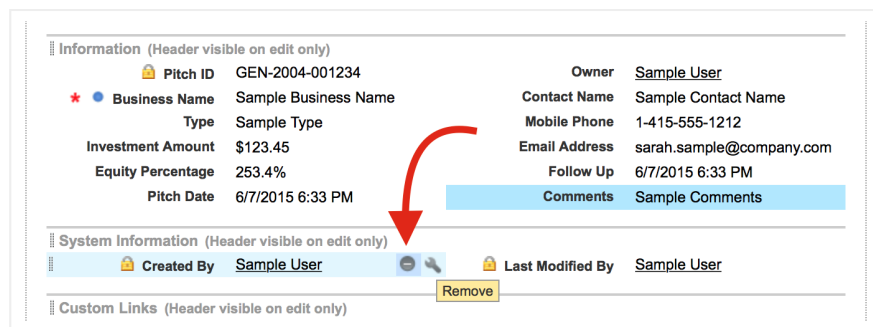 Information (Header visible on edit only)
Pitch ID GEN-2004-001234 Owner Sample User
* Business Name Sample Business Name Contact Name Sample Contact Name
Type Sample Type Mobile Phone 1-415-555-1212
Investment Amount $123.45 Email Address sarah.sample@company.com
Equity Percentage 253.4% Follow Up 6/7/2015 6:33 PM
Pitch Date 6/7/2015 6:33 PM Comments Sample Comments
System Information (Header visible on edit only)
Created By Sample User Last Modified By Sample User
Remove
Custom Links (Header visible on edit only)